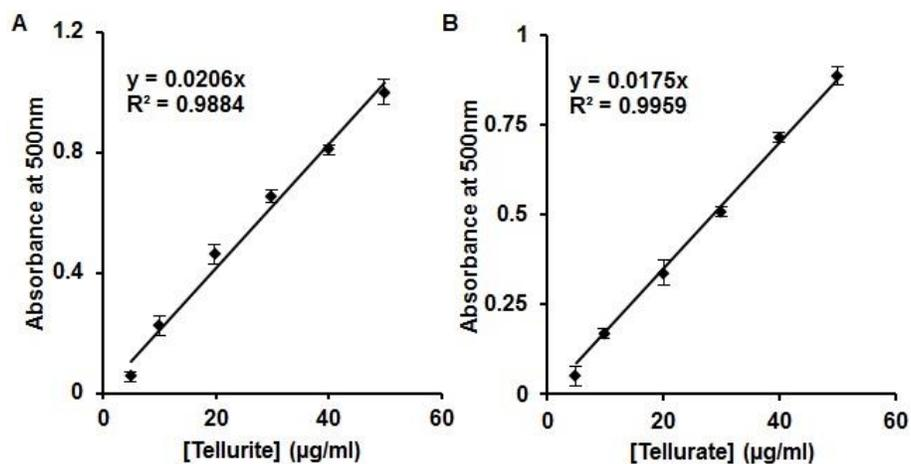 A
1.2
y = 0.0206x
R² = 0.9884
0.8
0.4
0
0 20 40 60
Absorbance at 500nm
[Tellurite] (µg/ml)
B
1
y = 0.0175x
R² = 0.9959
0.75
0.5
0.25
0
0 20 40 60
Absorbance at 500nm
[Tellurate] (µg/ml)